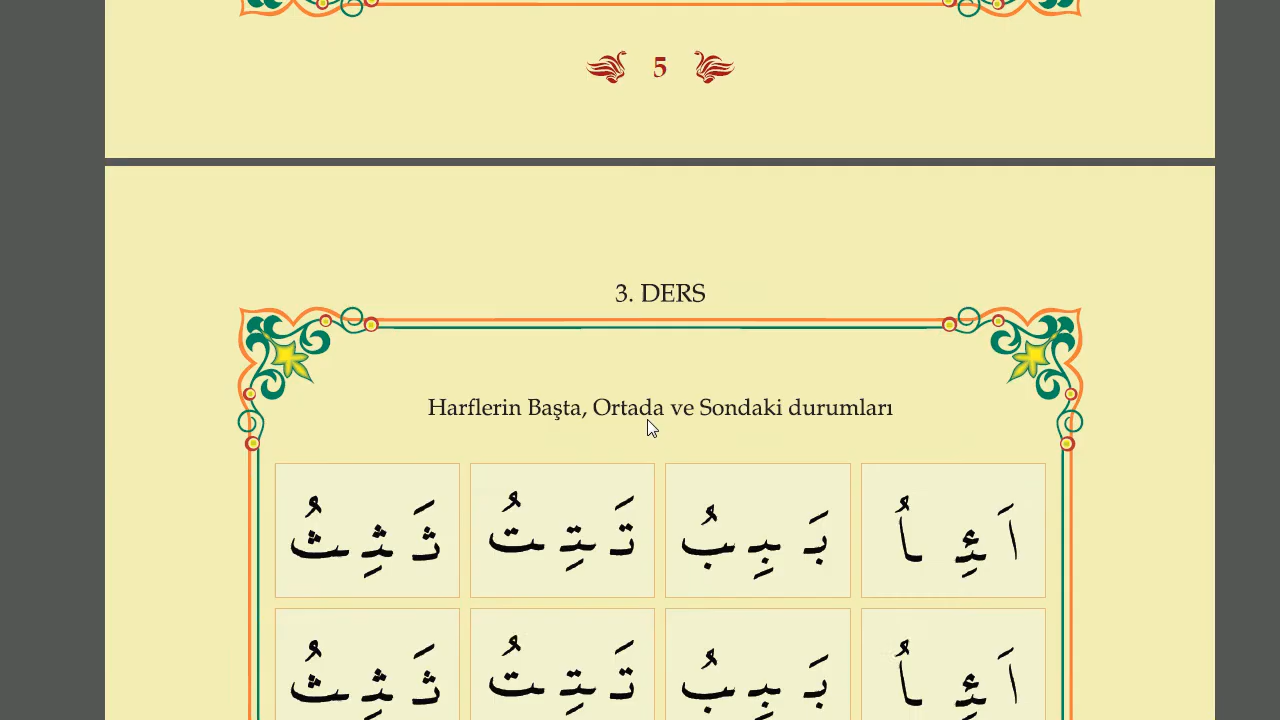 5
3. DERS
Harflerin Başta, Ortada ve Sondaki durumları
اَ ئِ اُ بَ بِ بُ تَ تِ تُ ثَ ثِ ثُ
اَ ئِ اُ بَ بِ بُ تَ تِ تُ ثَ ثِ ثُ